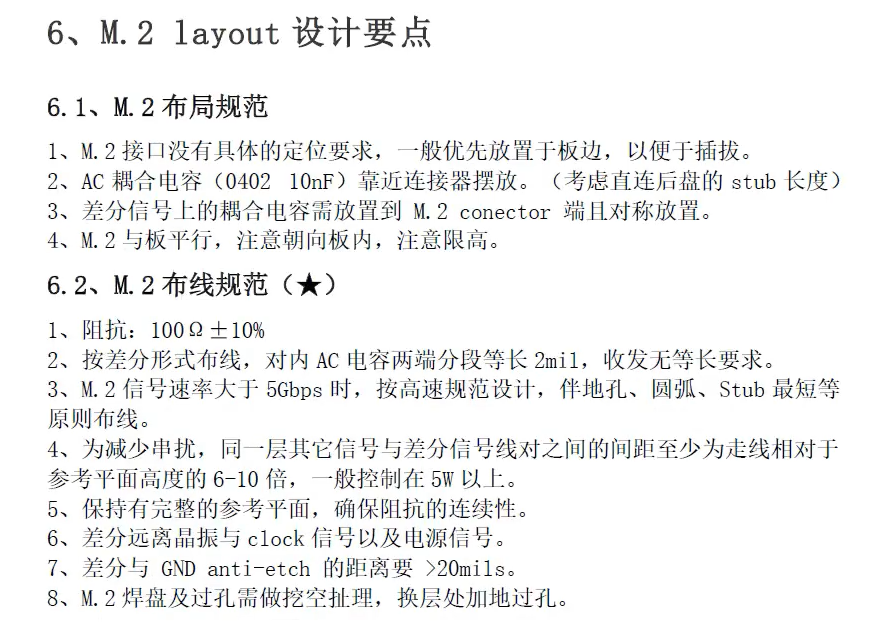 6、M.2 layout 设计要点
6.1、M.2 布局规范
1、M.2 接口没有具体的定位要求，一般优先放置于板边，以便于插拔。
2、AC 耦合电容（0402 10nF）靠近连接器摆放。（考虑直连后盘的 stub 长度）
3、差分信号上的耦合电容需放置到 M.2 conector 端且对称放置。
4、M.2 与板平行，注意朝向板内，注意限高。
6.2、M.2 布线规范（★）
1、阻抗：100Ω±10%
2、按差分形式布线，对内 AC 电容两端分段等长 2mil，收发无等长要求。
3、M.2 信号速率大于 5Gbps 时，按高速规范设计，伴地孔、圆弧、Stub 最短等
原则布线。
4、为减少串扰，同一层其它信号与差分信号线对之间的间距至少为走线相对于
参考平面高度的 6-10 倍，一般控制在 5W 以上。
5、保持有完整的参考平面，确保阻抗的连续性。
6、差分远离晶振与 clock 信号以及电源信号。
7、差分与 GND anti-etch 的距离要 >20mils。
8、M.2 焊盘及过孔需做挖空扯理，换层处加地过孔。